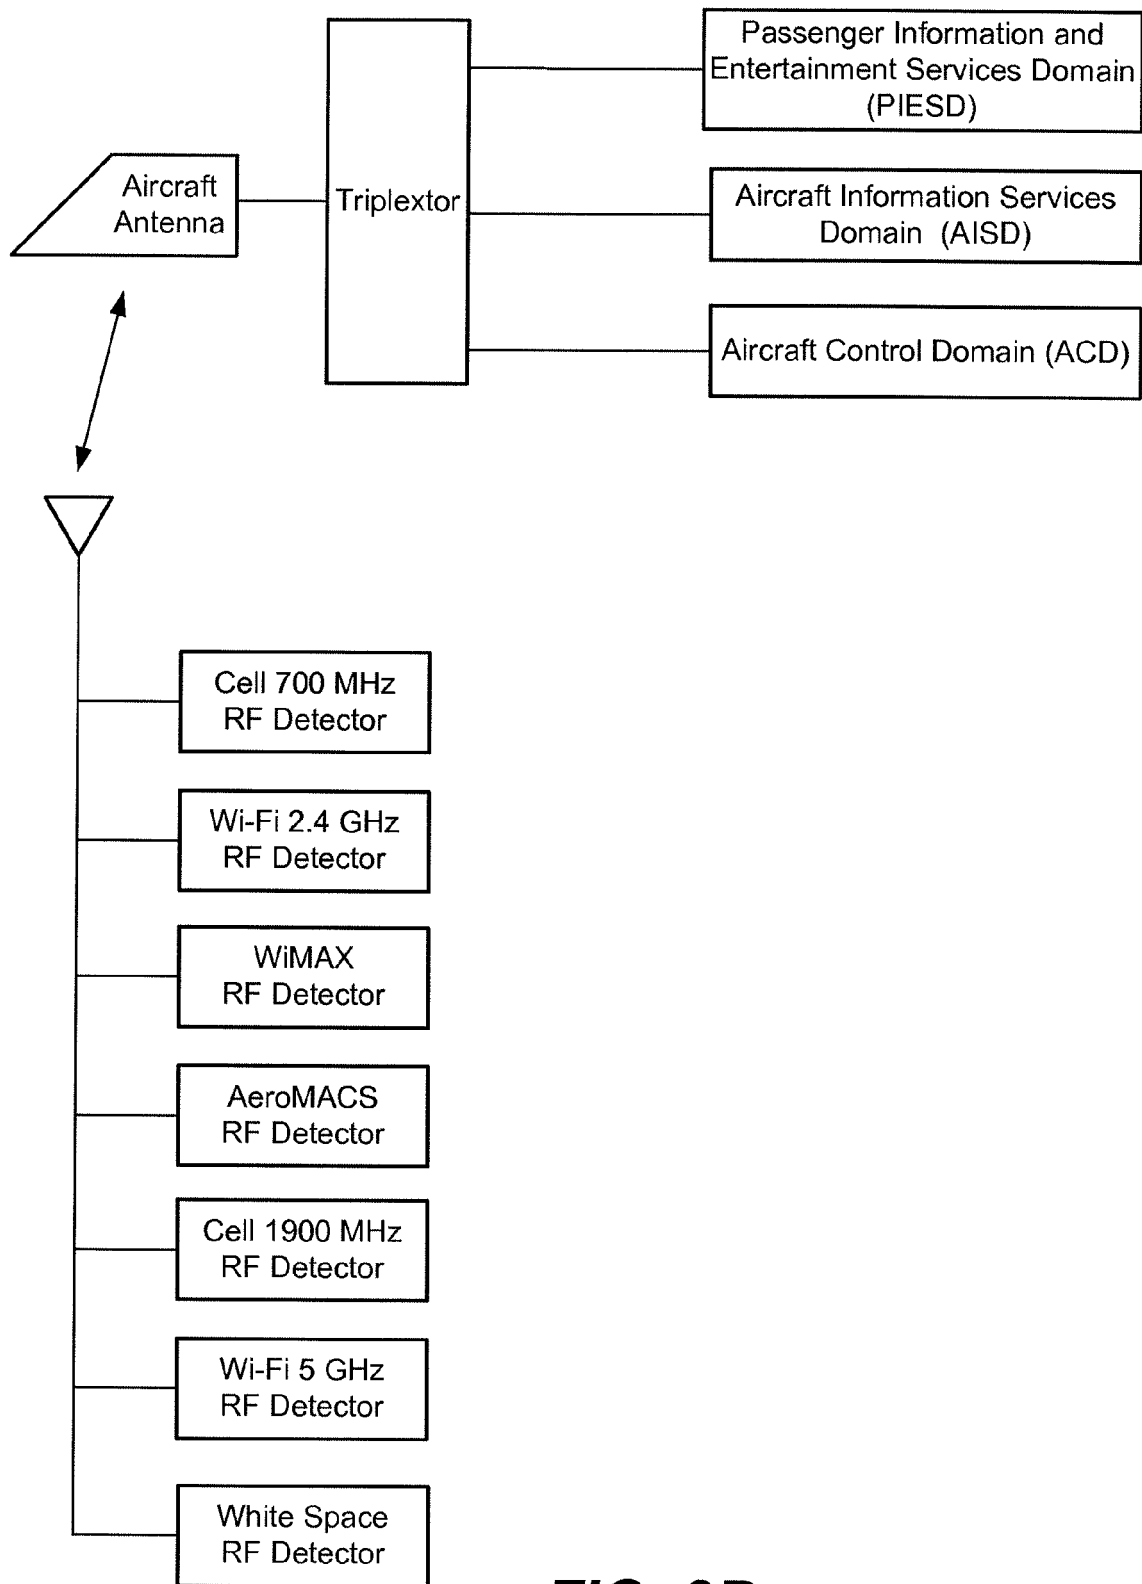 Passenger Information and
Entertainment Services Domain
(PIESD)
Aircraft
Antenna
Triplextor
Aircraft Information Services
Domain (AISD)
Aircraft Control Domain (ACD)
Cell 700 MHz
RF Detector
Wi-Fi 2.4 GHz
RF Detector
WiMAX
RF Detector
AeroMACS
RF Detector
Cell 1900 MHz
RF Detector
Wi-Fi 5 GHz
RF Detector
White Space
RF Detector